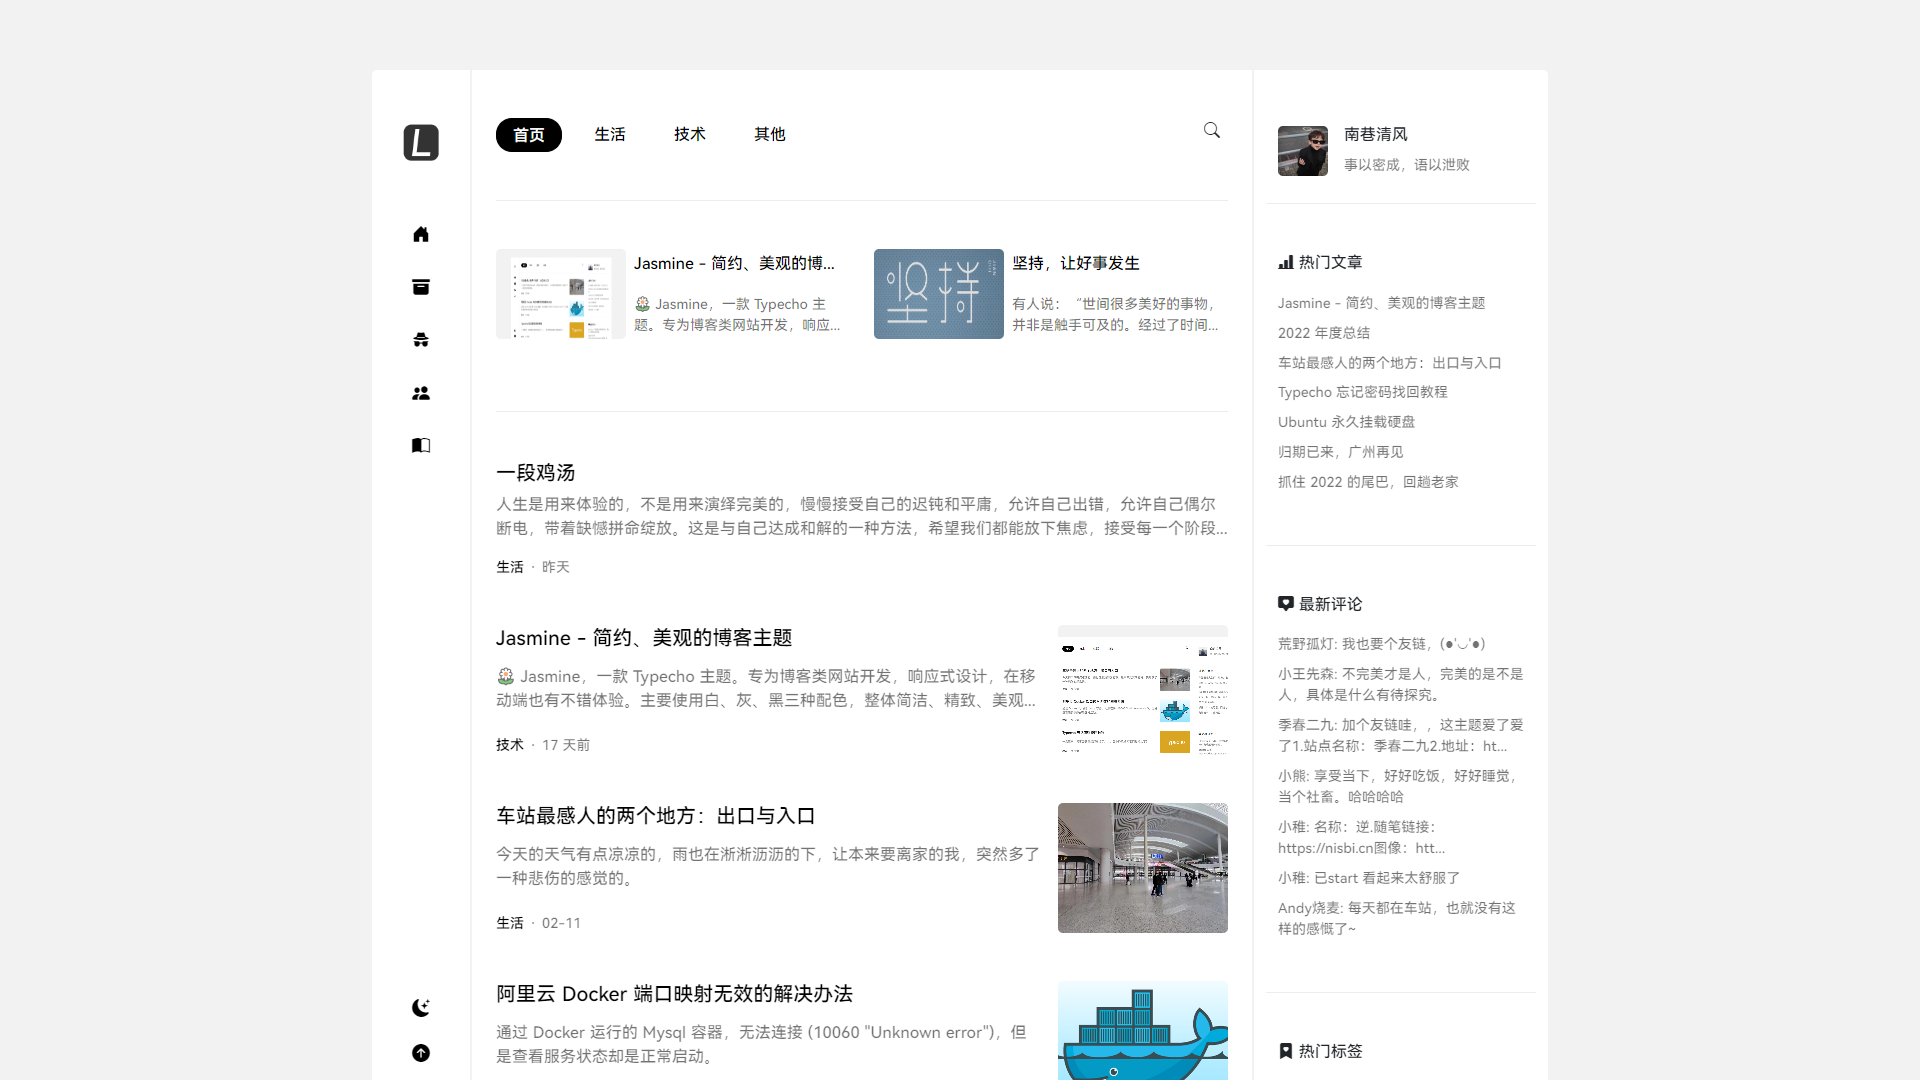 L
首页
生活
技术
其他
Jasmine - 简约、美观的博...
🌼 Jasmine，一款 Typecho 主
题。专为博客类网站开发，响应...
坚持
坚持，让好事发生
有人说：“世间很多美好的事物，
并非是触手可及的。经过了时间...
一段鸡汤
人生是用来体验的，不是用来演绎完美的，慢慢接受自己的迟钝和平庸，允许自己出错，允许自己偶尔
断电，带着缺憾拼命绽放。这是与自己达成和解的一种方法，希望我们都能放下焦虑，接受每一个阶段...
生活 · 昨天
Jasmine - 简约、美观的博客主题
🌼 Jasmine，一款 Typecho 主题。专为博客类网站开发，响应式设计，在移
动端也有不错体验。主要使用白、灰、黑三种配色，整体简洁、精致、美观...
技术 · 17 天前
车站最感人的两个地方：出口与入口
今天的天气有点凉凉的，雨也在淅淅沥沥的下，让本来要离家的我，突然多了
一种悲伤的感觉的。
生活 · 02-11
阿里云 Docker 端口映射无效的解决办法
通过 Docker 运行的 Mysql 容器，无法连接 (10060 "Unknown error")，但
是查看服务状态却是正常启动。
南巷清风
事以密成，语以泄败
热门文章
Jasmine - 简约、美观的博客主题
2022 年度总结
车站最感人的两个地方：出口与入口
Typecho 忘记密码找回教程
Ubuntu 永久挂载硬盘
归期已来，广州再见
抓住 2022 的尾巴，回趟老家
最新评论
荒野孤灯: 我也要个友链，(●'◡'●)
小王先森: 不完美才是人，完美的是不是
人，具体是什么有待探究。
季春二九: 加个友链哇，，这主题爱了爱
了1.站点名称：季春二九2.地址：ht...
小熊: 享受当下，好好吃饭，好好睡觉，
当个社畜。哈哈哈哈
小稚: 名称：逆.随笔链接：
https://nisbi.cn图像：htt...
小稚: 已start 看起来太舒服了
Andy烧麦: 每天都在车站，也就没有这
样的感慨了~
热门标签